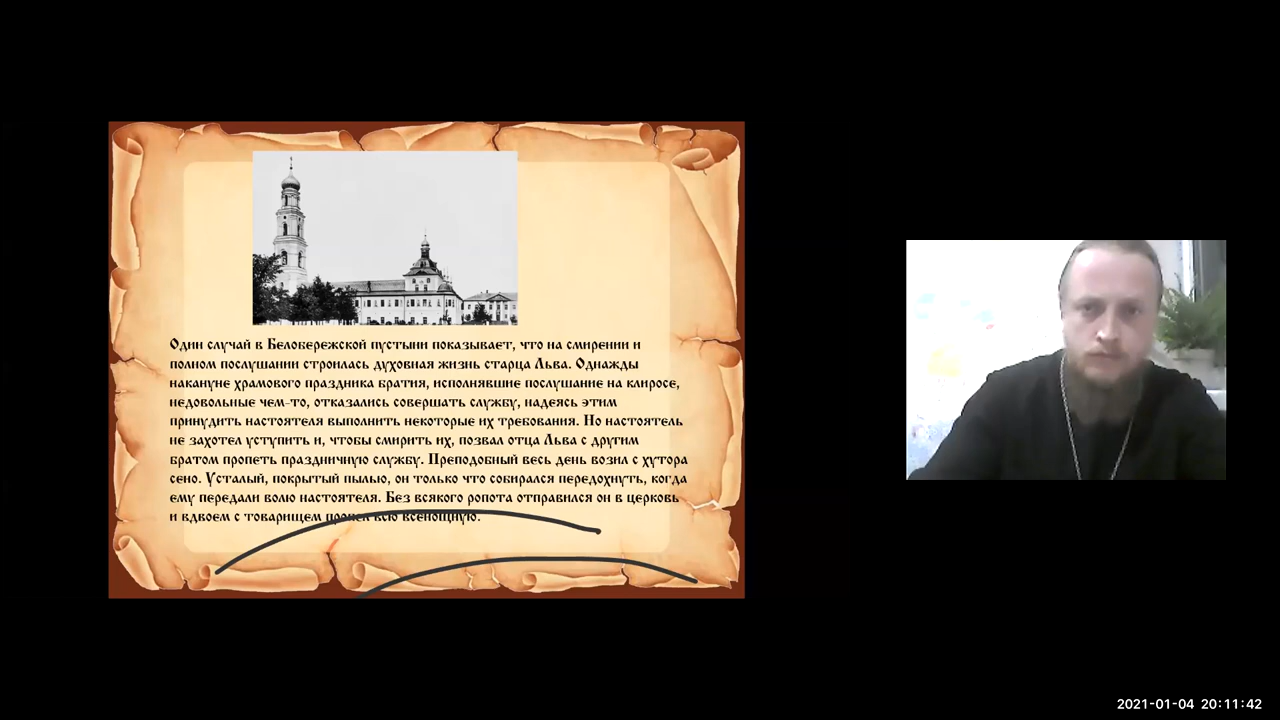 Один случай в Белобережской пустыни показывает, что на смирении и
полном послушании строилась духовная жизнь старца Льва. Однажды
накануне храмового праздника братия, исполнявшие послушание на клиросе,
недовольные чем-то, отказались совершать службу, надеясь этим
принудить настоятеля выполнить некоторые их требования. Но настоятель
не захотел уступить и, чтобы смирить их, позвал отца Льва с другим
братом пропеть праздничную службу. Преподобный весь день возил с хутора
сено. Усталый, покрытый пылью, он только что собирался передохнуть, когда
ему передали волю настоятеля. Без всякого ропота отправился он в церковь
и вдвоем с товарищем пропел всю всенощную.
2021-01-04 20:11:42